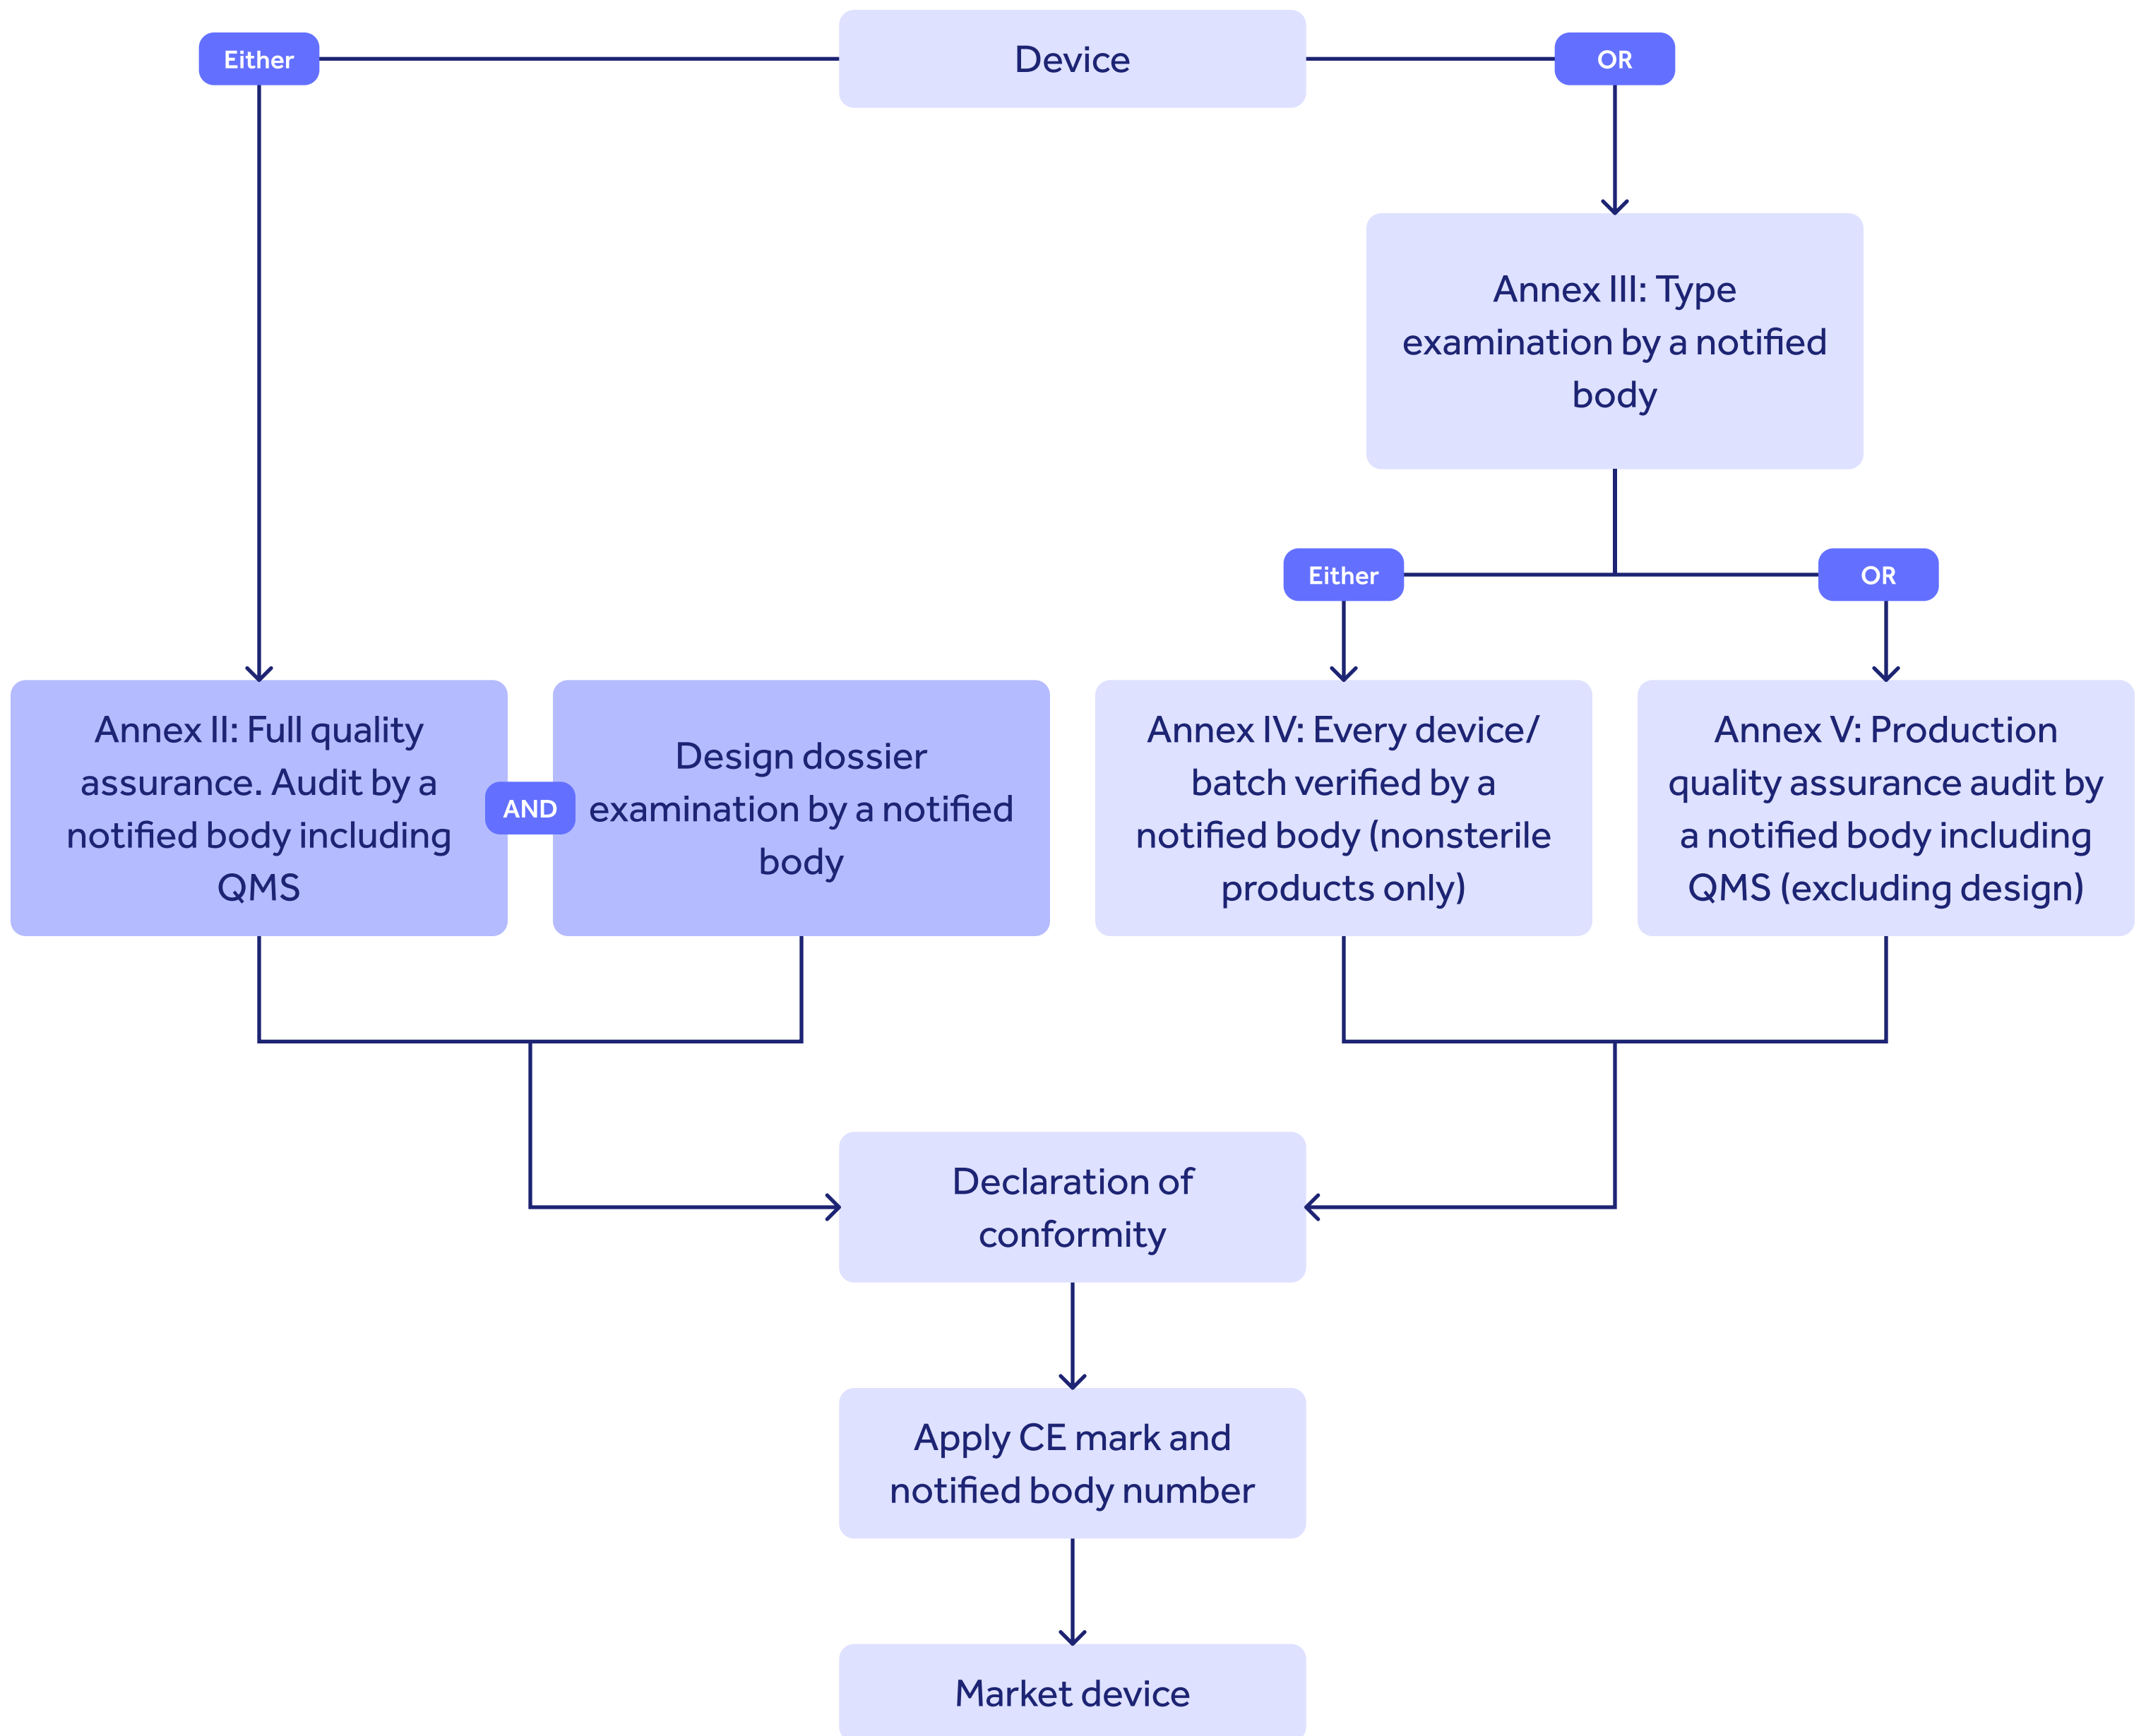 Either
Device
OR
Annex III: Type
examination by a notified
body
Either
OR
Annex II: Full quality
assurance. Audit by a
notified body including
QMS
AND
Design dossier
examination by a notified
body
Annex IV: Every device/
batch verified by a
notified body (nonsterile
products only)
Annex V: Production
quality assurance audit by
a notified body including
QMS (excluding design)
Declaration of
conformity
Apply CE mark and
notified body number
Market device